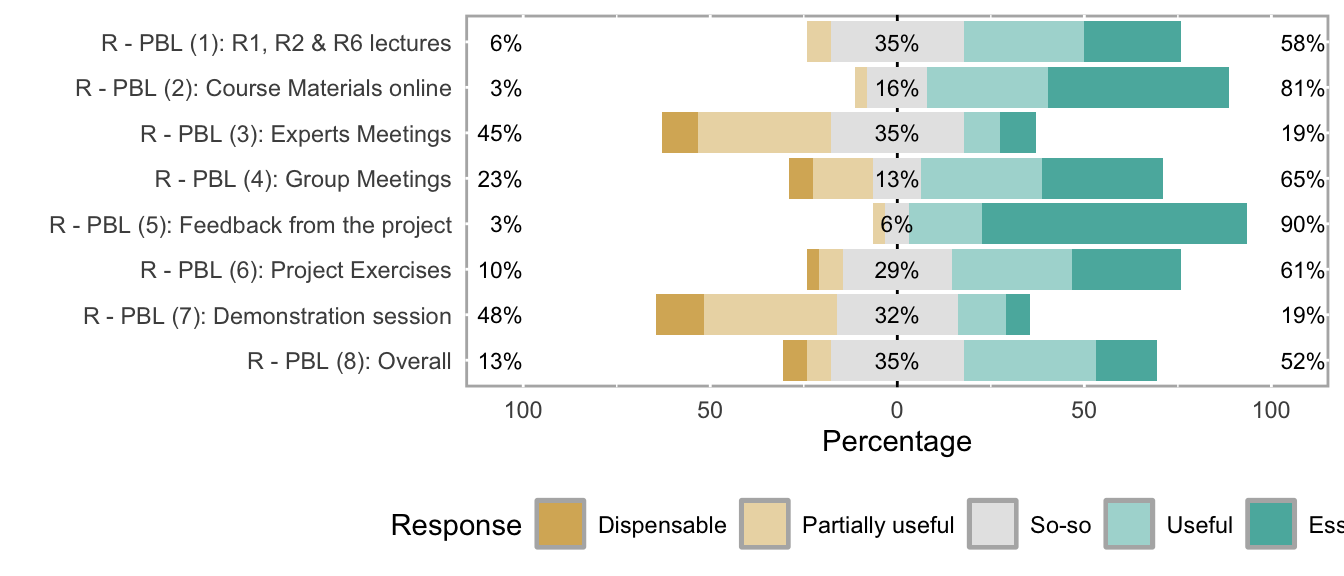 R - PBL (1): R1, R2 & R6 lectures 6% 35% 58%
R - PBL (2): Course Materials online 3% 16% 81%
R - PBL (3): Experts Meetings 45% 35% 19%
R - PBL (4): Group Meetings 23% 13% 65%
R - PBL (5): Feedback from the project 3% 6% 90%
R - PBL (6): Project Exercises 10% 29% 61%
R - PBL (7): Demonstration session 48% 32% 19%
R - PBL (8): Overall 13% 35% 52%
100 50 0 50 100
Percentage
Response Dispensable Partially useful So-so Useful Ess